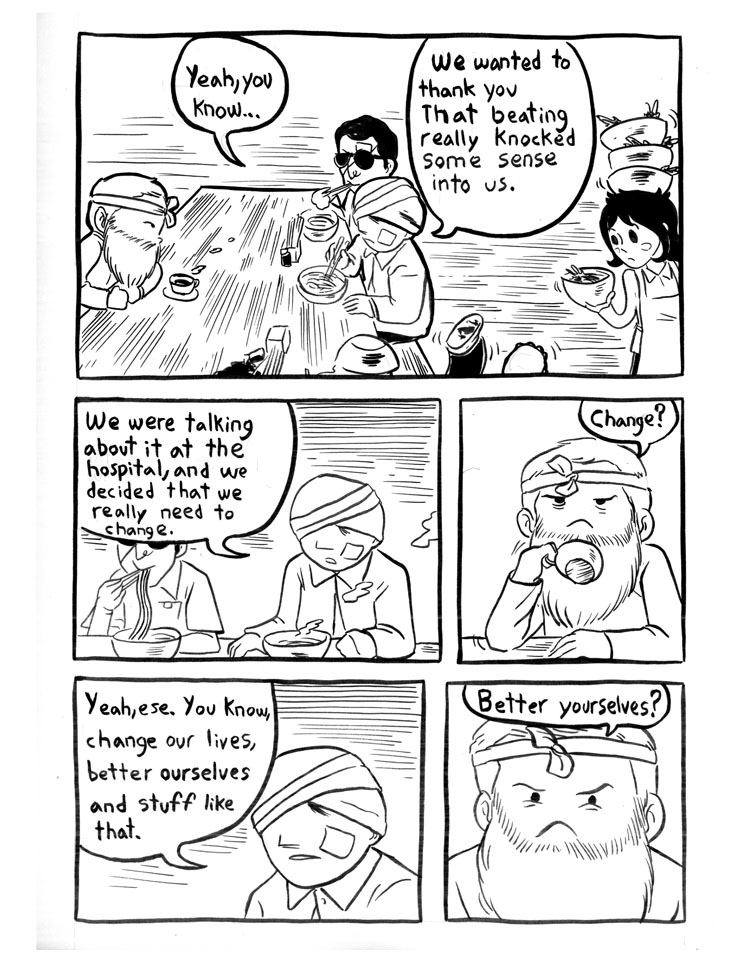 Yeah, you
know...
We wanted to
thank you
That beating
really knocked
some sense
into us.
We were talking
about it at the
hospital, and we
decided that we
really need to
change.
Change?
Yeah, ese. You know,
change our lives,
better ourselves
and stuff like
that.
Better yourselves?